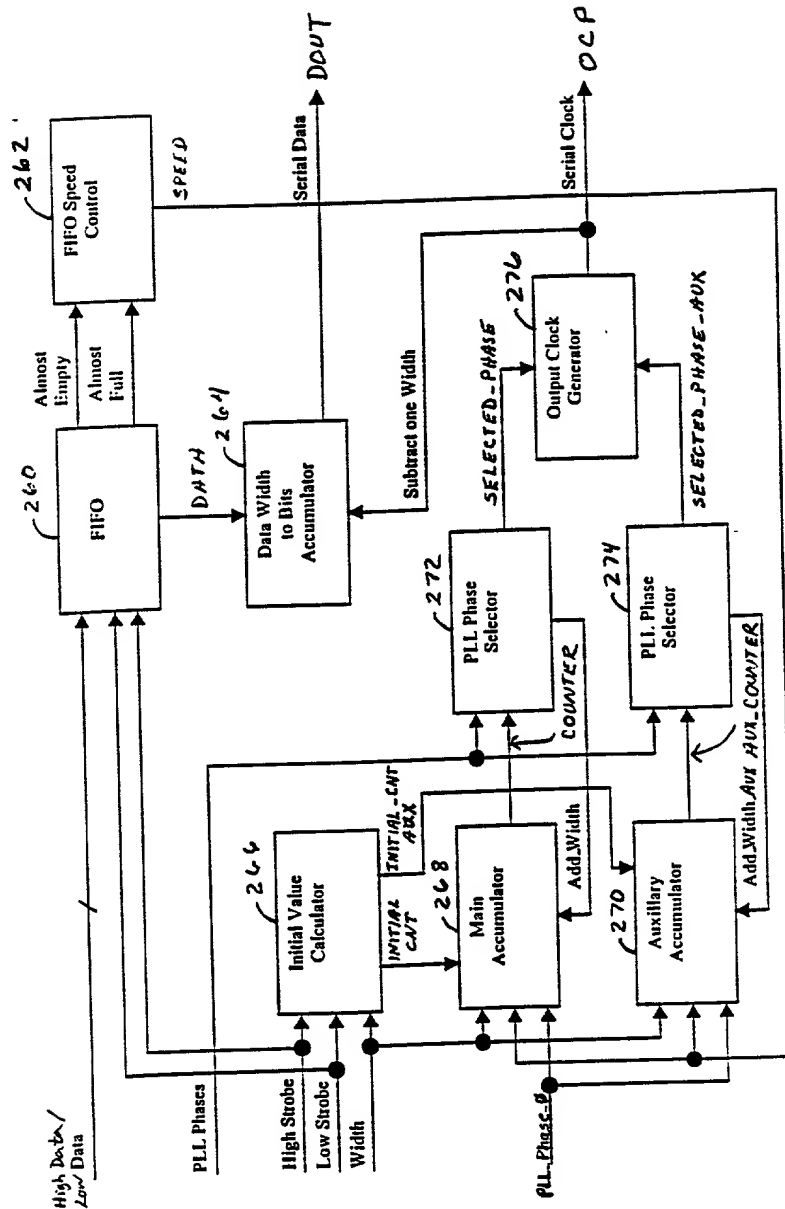 High Data/
Low Data
PLL Phases
High Strobe
Low Strobe
Width
PLL_Phase-0
260
FIFO
Almost
Empty
Almost
Full
262
FIFO Speed
Control
SPEED
DATA
264
Data Width
to Bits
Accumulator
Serial Data
DOUT
Subtract one Width
266
Initial Value
Calculator
INITIAL
CNT
INITIAL_CNT
AUX
268
Main
Accumulator
COUNTER
Add_Width
272
PLL Phase
Selector
SELECTED_PHASE
276
Output Clock
Generator
Serial Clock
OCP
270
Auxillary
Accumulator
Add_Width_AUX
AUX_COUNTER
274
PLL Phase
Selector
SELECTED_PHASE_AUX